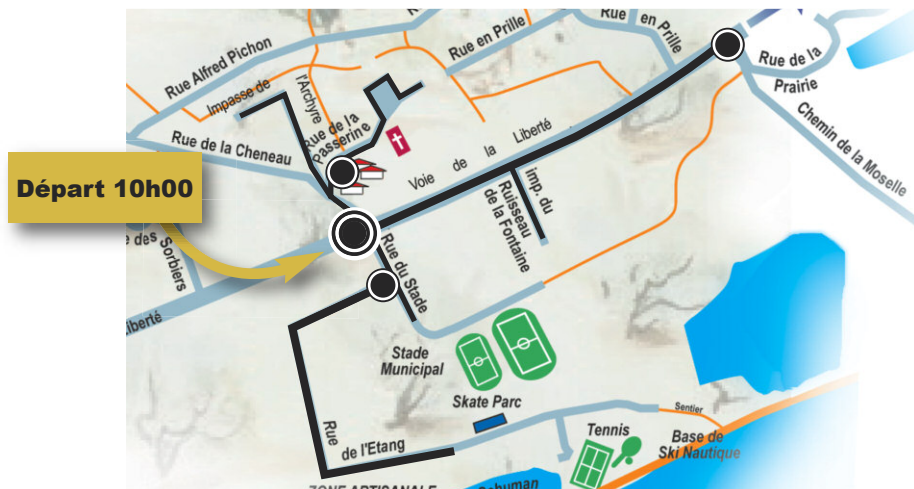 Rue Alfred Pichon
Impasse de
l'Archyre
Rue de la
Passerine
Rue en Prille
Rue en Prille
Rue de la
Prairie
Chemin de la Moselle
Rue de la Cheneau
Voie de la Liberté
imp. du
Ruisseau
de la Fontaine
Départ 10h00
Sorbiers
Liberté
Rue du Stade
Stade
Municipal
Skate Parc
Rue
de l'Etang
Tennis
Sentier
Base de
Ski Nautique
ZONE ARTISANALE